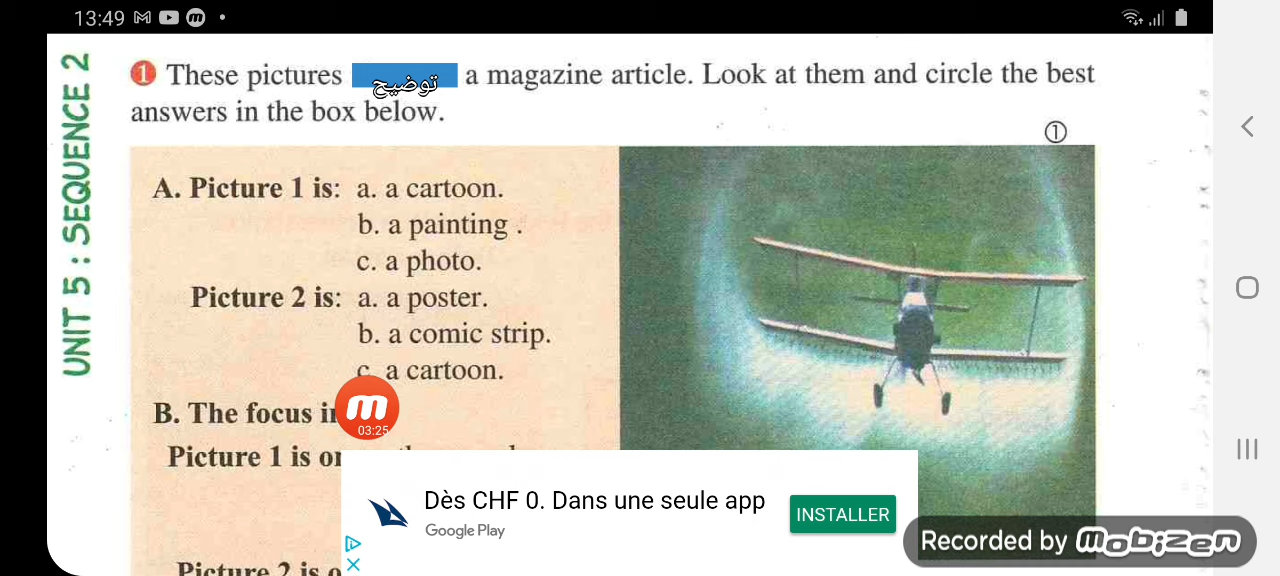 13:49
UNIT 5 : SEQUENCE 2
1 These pictures توضيح a magazine article. Look at them and circle the best
answers in the box below.
①
A. Picture 1 is: a. a cartoon.
b. a painting .
c. a photo.
Picture 2 is: a. a poster.
b. a comic strip.
c. a cartoon.
B. The focus
m
03:25
Picture 1 is
Dès CHF 0. Dans une seule app
Google Play
INSTALLER
Recorded by Mobizen
Picture 2 is